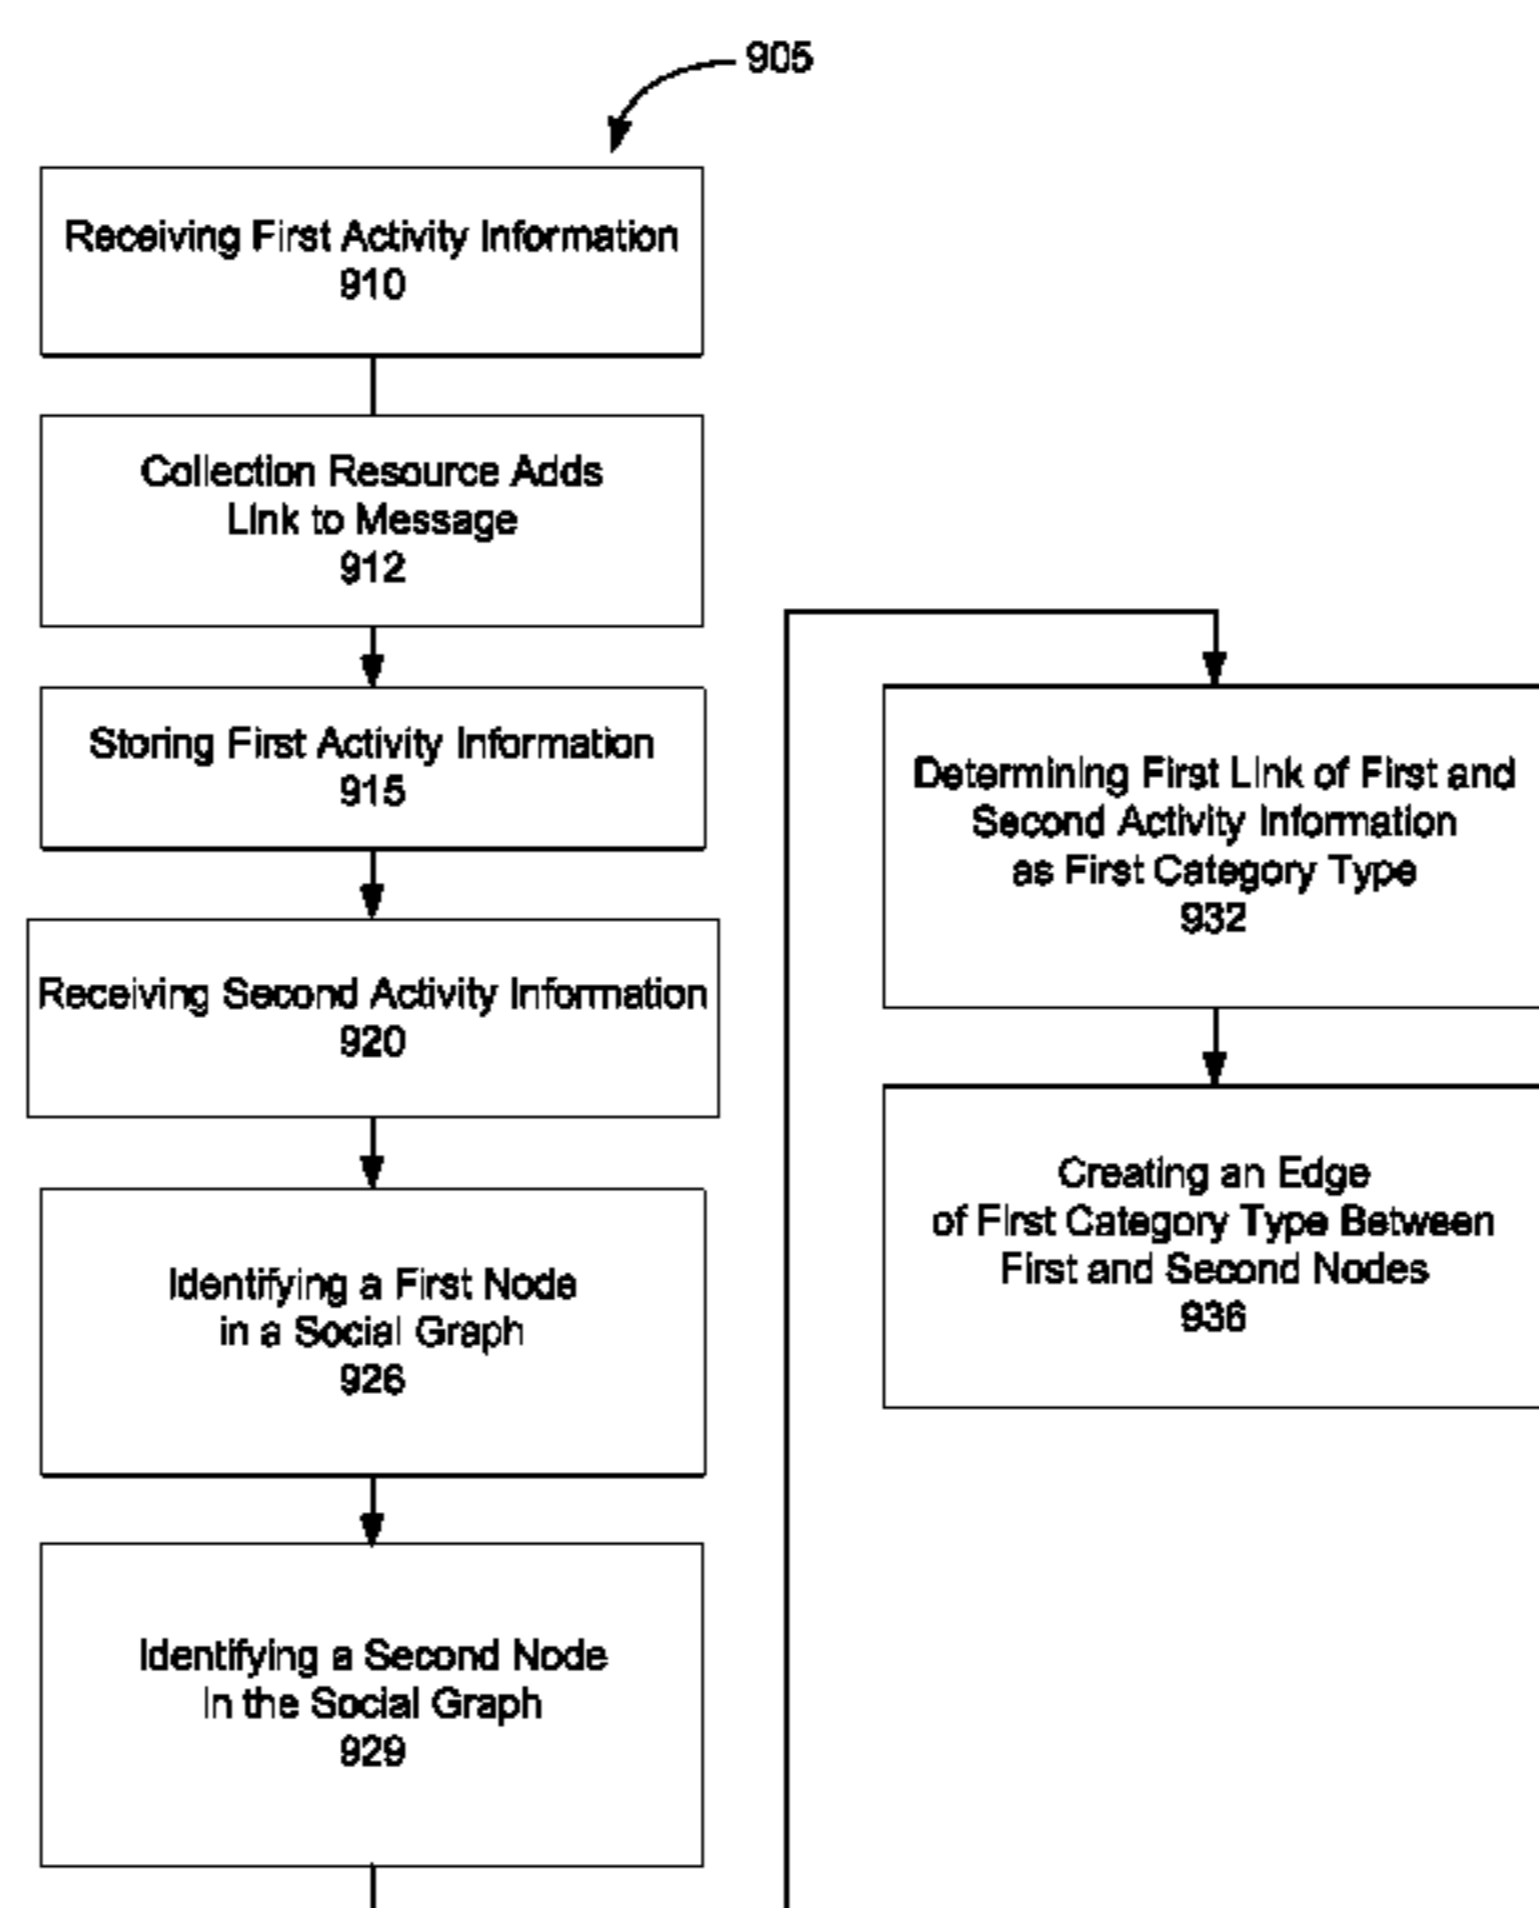 905
Receiving First Activity Information
910
Collection Resource Adds
Link to Message
912
Storing First Activity Information
915
Receiving Second Activity Information
920
Identifying a First Node
in a Social Graph
926
Identifying a Second Node
in the Social Graph
929
Determining First Link of First and
Second Activity Information
as First Category Type
932
Creating an Edge
of First Category Type Between
First and Second Nodes
936